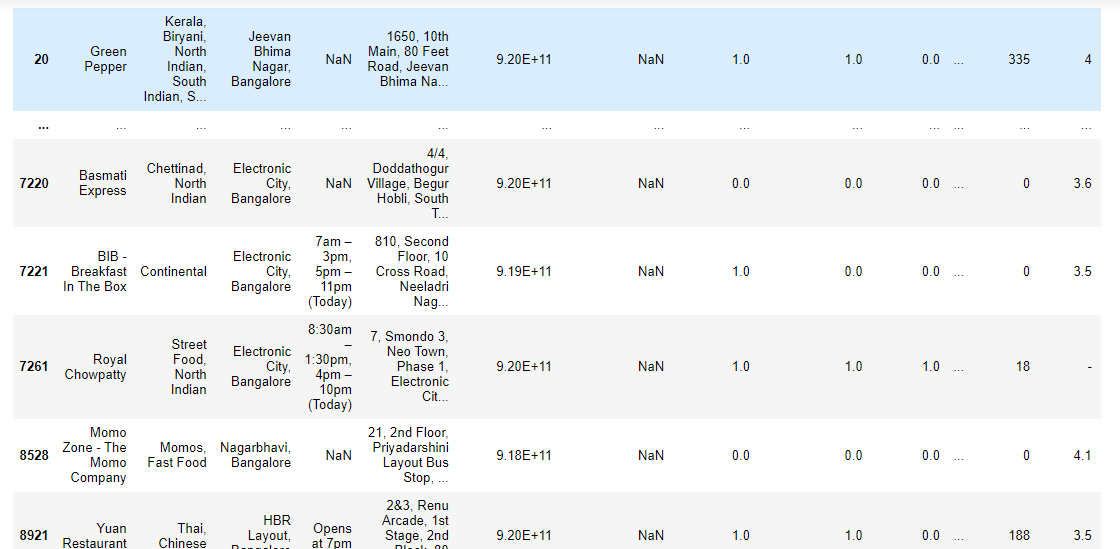 20 Green Pepper Kerala, Biryani, North Indian, South Indian, S... Jeevan Bhima Nagar, Bangalore NaN 1650, 10th Main, 80 Feet Road, Jeevan Bhima Na... 9.20E+11 NaN 1.0 1.0 0.0 ... 335 4
... ... ... ... ... ... ... ... ... ... ... ... ... ...
7220 Basmati Express Chettinad, North Indian Electronic City, Bangalore NaN 4/4, Doddathogur Village, Begur Hobli, South T... 9.20E+11 NaN 0.0 0.0 0.0 ... 0 3.6
7221 BIB - Breakfast In The Box Continental Electronic City, Bangalore 7am – 3pm, 5pm – 11pm (Today) 810, Second Floor, 10 Cross Road, Neeladri Nag... 9.19E+11 NaN 1.0 0.0 0.0 ... 0 3.5
7261 Royal Chowpatty Street Food, North Indian Electronic City, Bangalore 8:30am – 1:30pm, 4pm – 10pm (Today) 7, Smondo 3, Neo Town, Phase 1, Electronic Cit... 9.20E+11 NaN 1.0 1.0 1.0 ... 18 -
8528 Momo Zone - The Momo Company Momos, Fast Food Nagarbhavi, Bangalore NaN 21, 2nd Floor, Priyadarshini Layout Bus Stop, ... 9.18E+11 NaN 0.0 0.0 0.0 ... 0 4.1
8921 Yuan Restaurant Thai, Chinese HBR Layout, Bangalore Opens at 7pm 2&3, Renu Arcade, 1st Stage, 2nd Block, 80 9.20E+11 NaN 1.0 1.0 0.0 ... 188 3.5